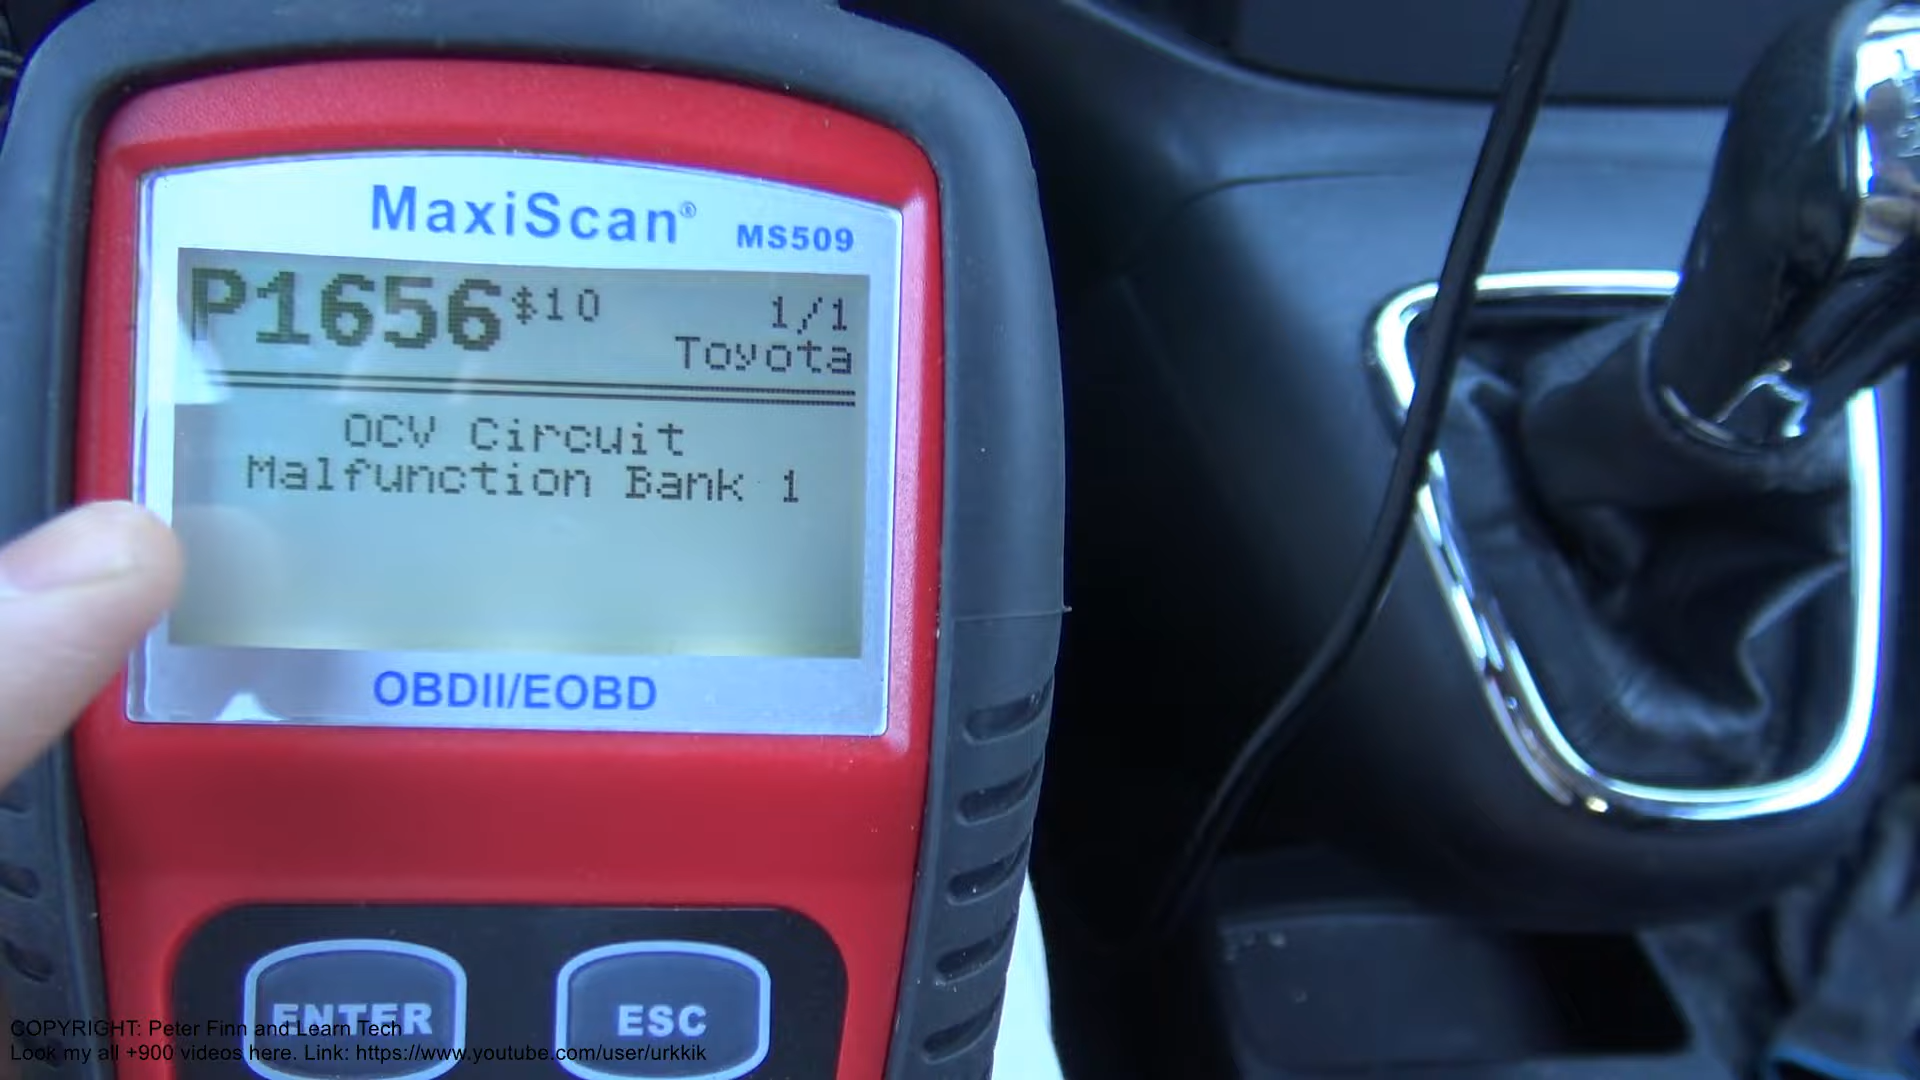 MaxiScan® MS509
P1656 $10 1/1
Toyota
OCV Circuit
Malfunction Bank 1
OBDII/EOBD
ENTER ESC
COPYRIGHT: Peter Finn and Learn Tech
Look my all +900 videos here. Link: https://www.youtube.com/user/urkkik